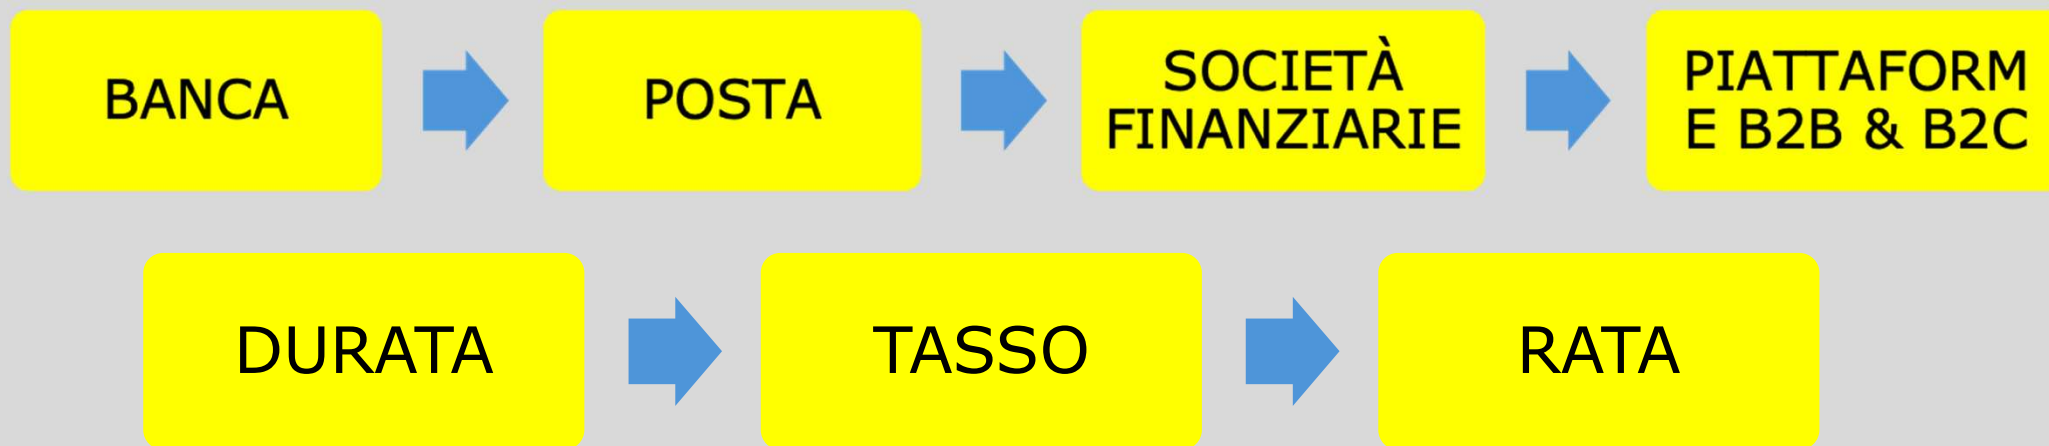 BANCA
POSTA
SOCIETÀ
FINANZIARIE
PIATTAFORM
E B2B & B2C
DURATA
TASSO
RATA